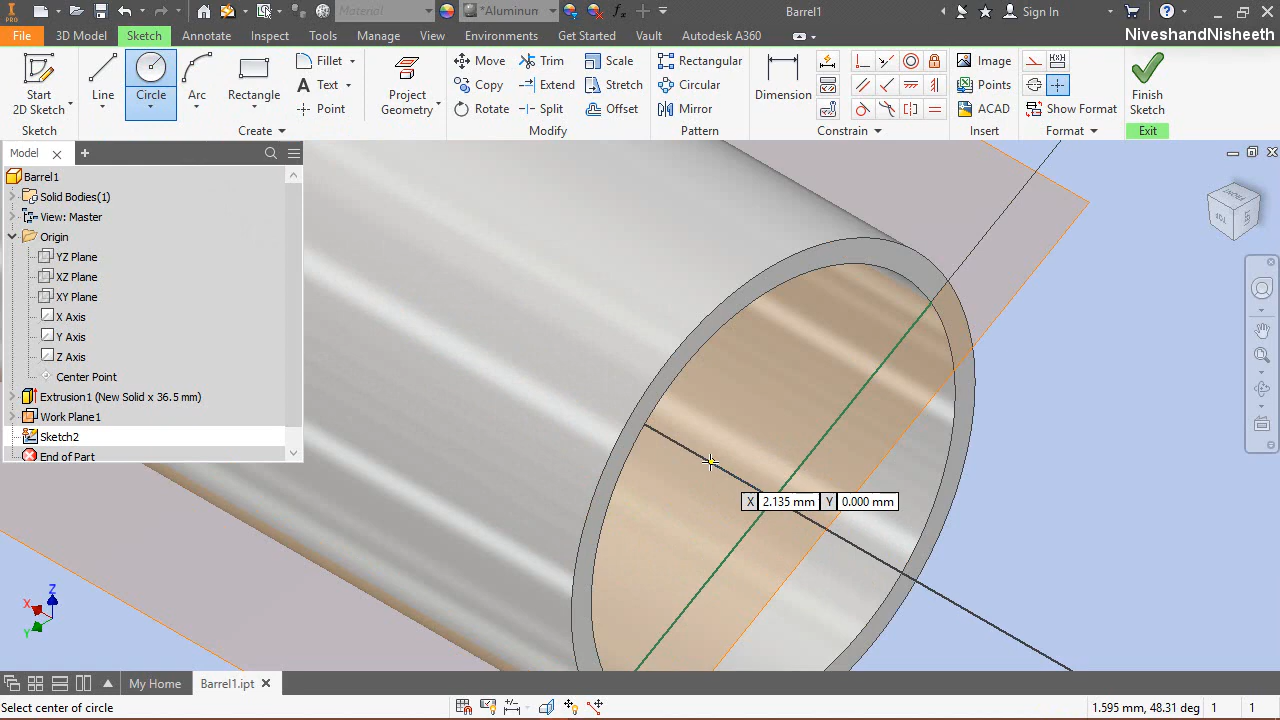 PRO
Material
*Aluminum
Barrel1
Sign In
File
3D Model
Sketch
Annotate
Inspect
Tools
Manage
View
Environments
Get Started
Vault
Autodesk A360
NiveshandNisheeth
Start
2D Sketch
Line
Circle
Arc
Rectangle
Fillet
Text
Point
Project
Geometry
Move
Copy
Rotate
Trim
Extend
Split
Scale
Stretch
Offset
Rectangular
Circular
Mirror
Dimension
Image
Points
ACAD
Show Format
Finish
Sketch
Sketch
Create
Modify
Pattern
Constrain
Insert
Format
Exit
Model
Barrel1
Solid Bodies(1)
View: Master
Origin
YZ Plane
XZ Plane
XY Plane
X Axis
Y Axis
Z Axis
Center Point
Extrusion1 (New Solid x 36.5 mm)
Work Plane1
Sketch2
End of Part
X 2.135 mm Y 0.000 mm
Z
X
Y
My Home
Barrel1.ipt
Select center of circle
1.595 mm, 48.31 deg
1
1